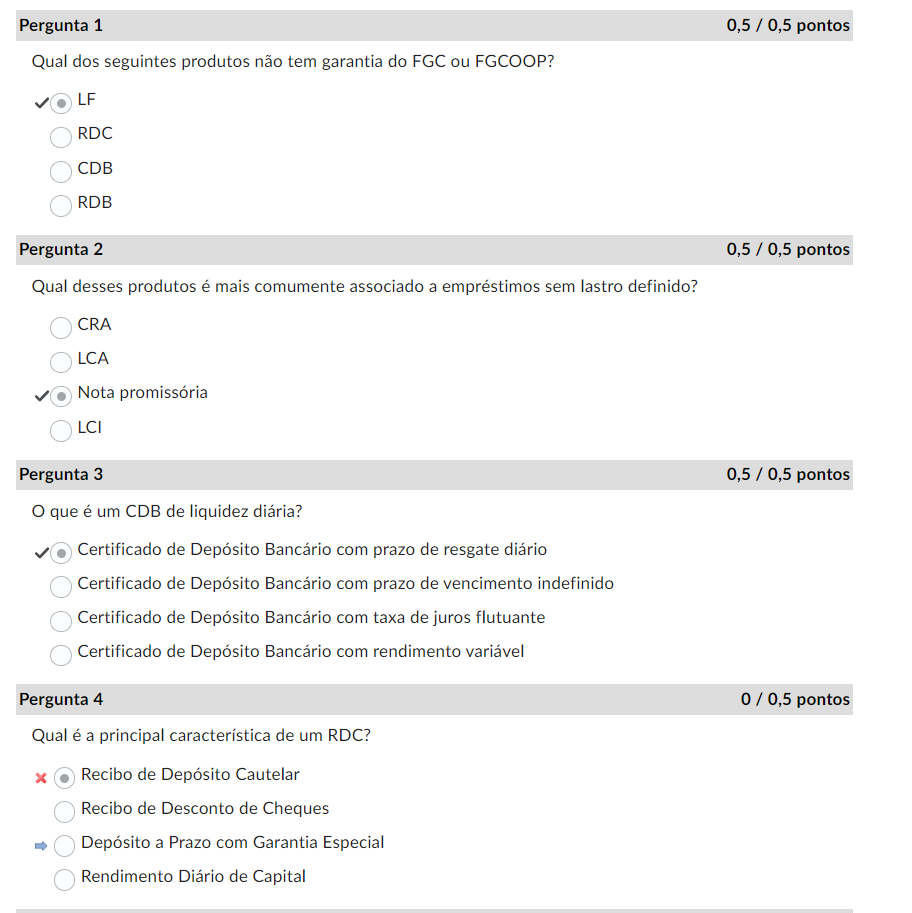 Pergunta 1 0,5 / 0,5 pontos
Qual dos seguintes produtos não tem garantia do FGC ou FGCOOP?
LF
RDC
CDB
RDB
Pergunta 2 0,5 / 0,5 pontos
Qual desses produtos é mais comumente associado a empréstimos sem lastro definido?
CRA
LCA
Nota promissória
LCI
Pergunta 3 0,5 / 0,5 pontos
O que é um CDB de liquidez diária?
Certificado de Depósito Bancário com prazo de resgate diário
Certificado de Depósito Bancário com prazo de vencimento indefinido
Certificado de Depósito Bancário com taxa de juros flutuante
Certificado de Depósito Bancário com rendimento variável
Pergunta 4 0 / 0,5 pontos
Qual é a principal característica de um RDC?
Recibo de Depósito Cautelar
Recibo de Desconto de Cheques
Depósito a Prazo com Garantia Especial
Rendimento Diário de Capital